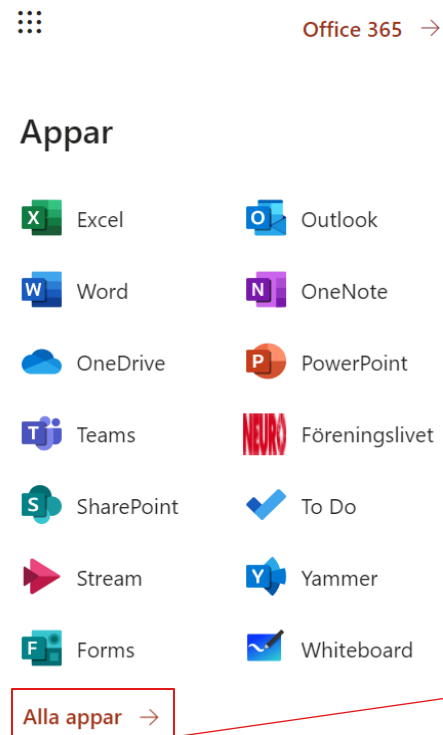 Office 365 →
Appar
Excel
Outlook
Word
OneNote
OneDrive
PowerPoint
Teams
NEURO Föreningslivet
SharePoint
To Do
Stream
Yammer
Forms
Whiteboard
Alla appar →